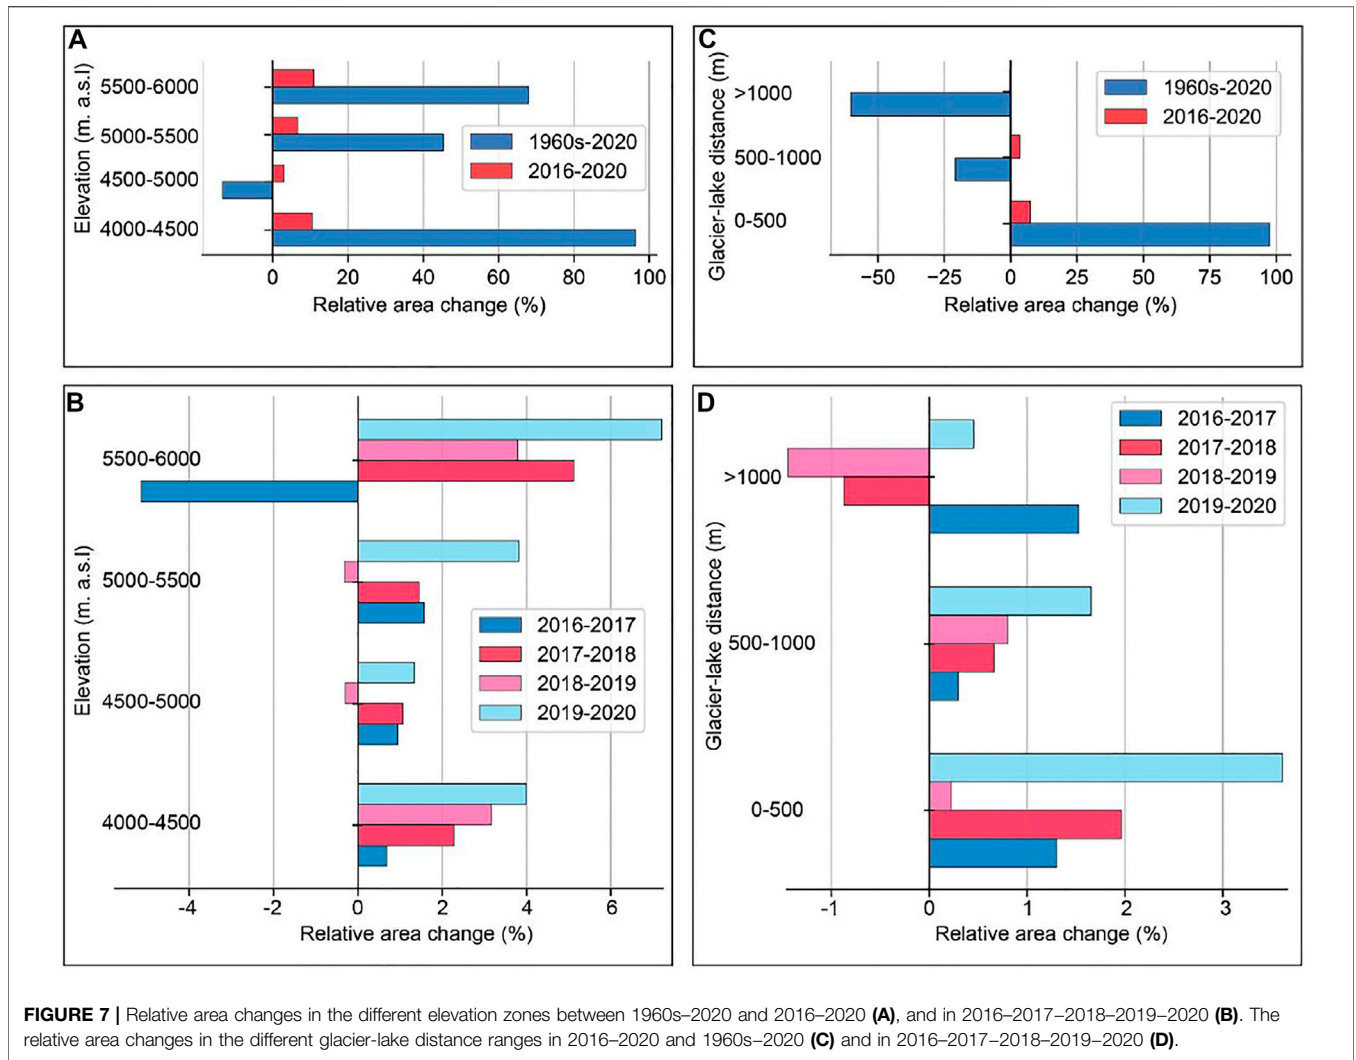 A
Elevation (m. a.s.l)
5500-6000
5000-5500
4500-5000
4000-4500
1960s-2020
2016-2020
0 20 40 60 80 100
Relative area change (%)
C
Glacier-lake distance (m)
>1000
500-1000
0-500
1960s-2020
2016-2020
−50 −25 0 25 50 75 100
Relative area change (%)
B
Elevation (m. a.s.l)
5500-6000
5000-5500
4500-5000
4000-4500
2016-2017
2017-2018
2018-2019
2019-2020
-4 -2 0 2 4 6
Relative area change (%)
D
Glacier-lake distance (m)
>1000
500-1000
0-500
2016-2017
2017-2018
2018-2019
2019-2020
-1 0 1 2 3
Relative area change (%)
FIGURE 7 | Relative area changes in the different elevation zones between 1960s–2020 and 2016–2020 (A), and in 2016–2017–2018–2019–2020 (B). The
relative area changes in the different glacier-lake distance ranges in 2016–2020 and 1960s–2020 (C) and in 2016–2017–2018–2019–2020 (D).